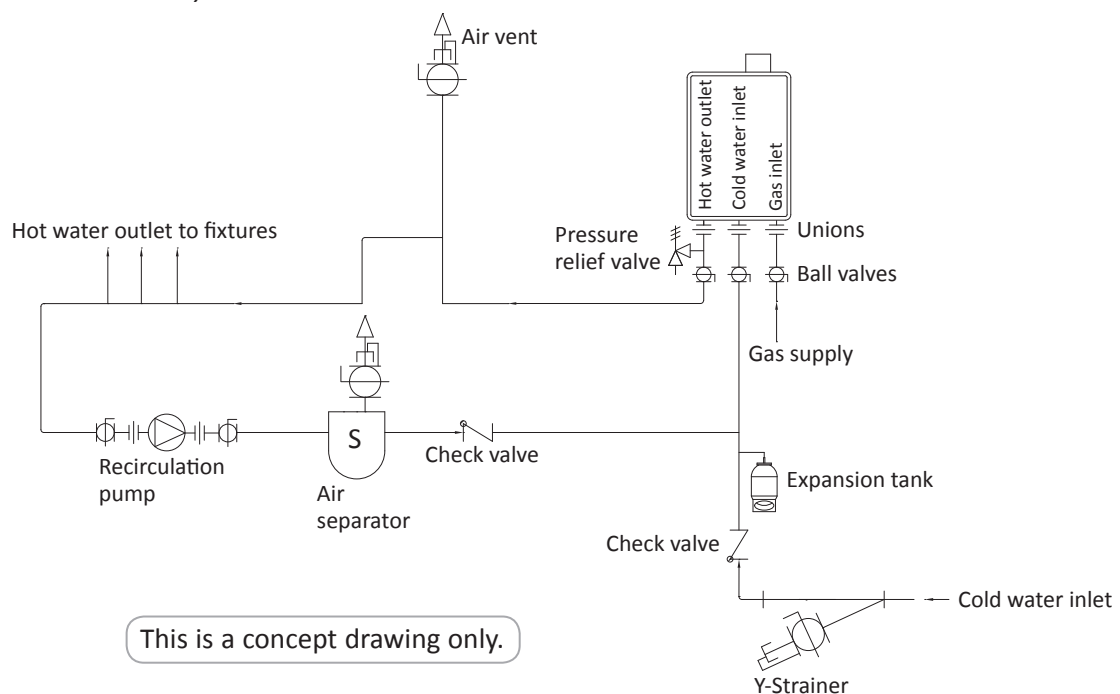 Air vent
Hot water outlet
Cold water inlet
Gas inlet
Hot water outlet to fixtures
Pressure
relief valve
Unions
Ball valves
Gas supply
S
Recirculation
pump
Air
separator
Check valve
Expansion tank
Check valve
Cold water inlet
This is a concept drawing only.
Y-Strainer